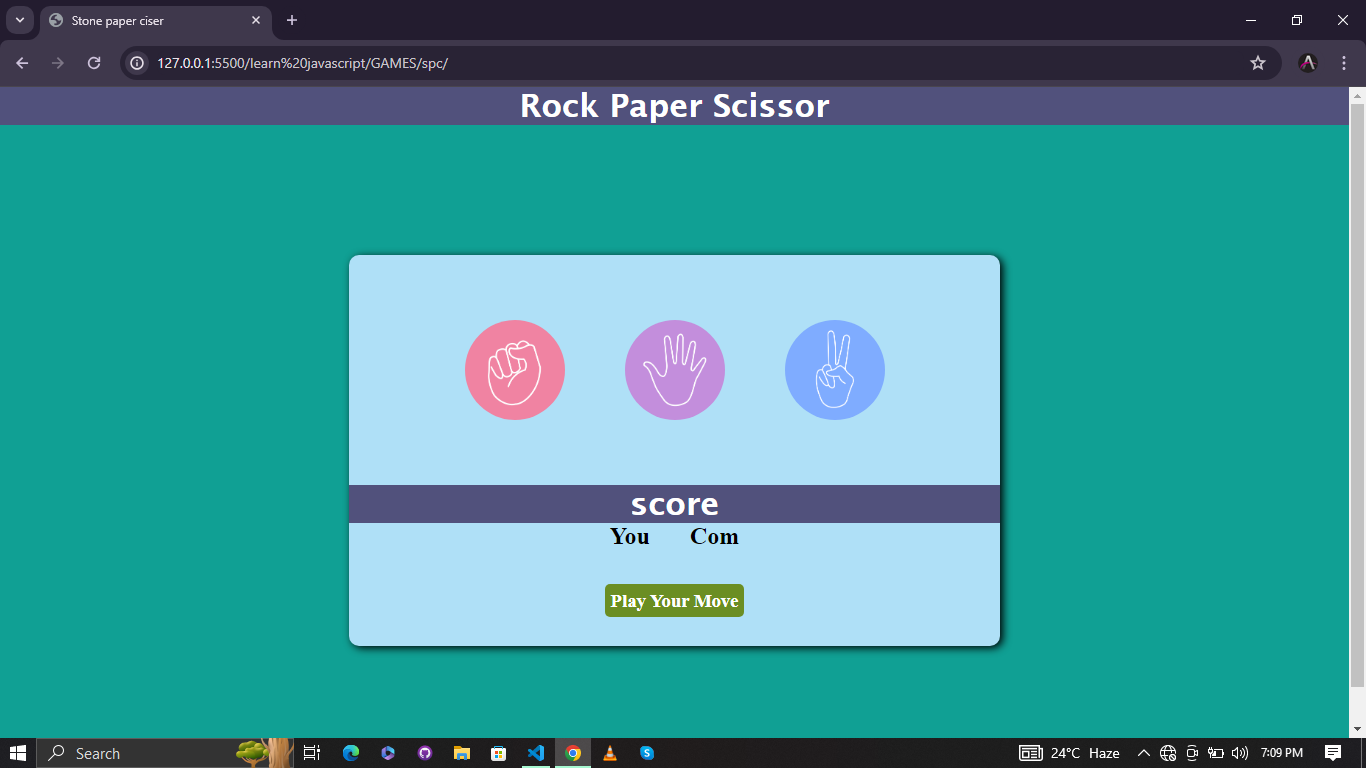 Stone paper ciser
127.0.0.1:5500/learn%20javascript/GAMES/spc/
Rock Paper Scissor
score
You Com
Play Your Move
Search
24°C Haze
7:09 PM